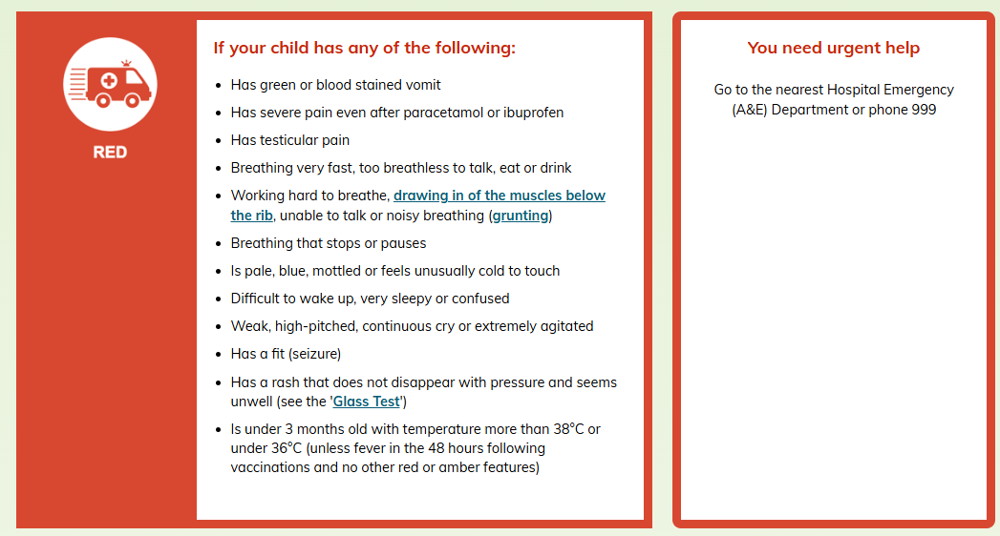 RED
If your child has any of the following:
• Has green or blood stained vomit
• Has severe pain even after paracetamol or ibuprofen
• Has testicular pain
• Breathing very fast, too breathless to talk, eat or drink
• Working hard to breathe, drawing in of the muscles below
the rib, unable to talk or noisy breathing (grunting)
• Breathing that stops or pauses
• Is pale, blue, mottled or feels unusually cold to touch
• Difficult to wake up, very sleepy or confused
• Weak, high-pitched, continuous cry or extremely agitated
• Has a fit (seizure)
• Has a rash that does not disappear with pressure and seems
unwell (see the 'Glass Test')
• Is under 3 months old with temperature more than 38°C or
under 36°C (unless fever in the 48 hours following
vaccinations and no other red or amber features)
You need urgent help
Go to the nearest Hospital Emergency
(A&E) Department or phone 999